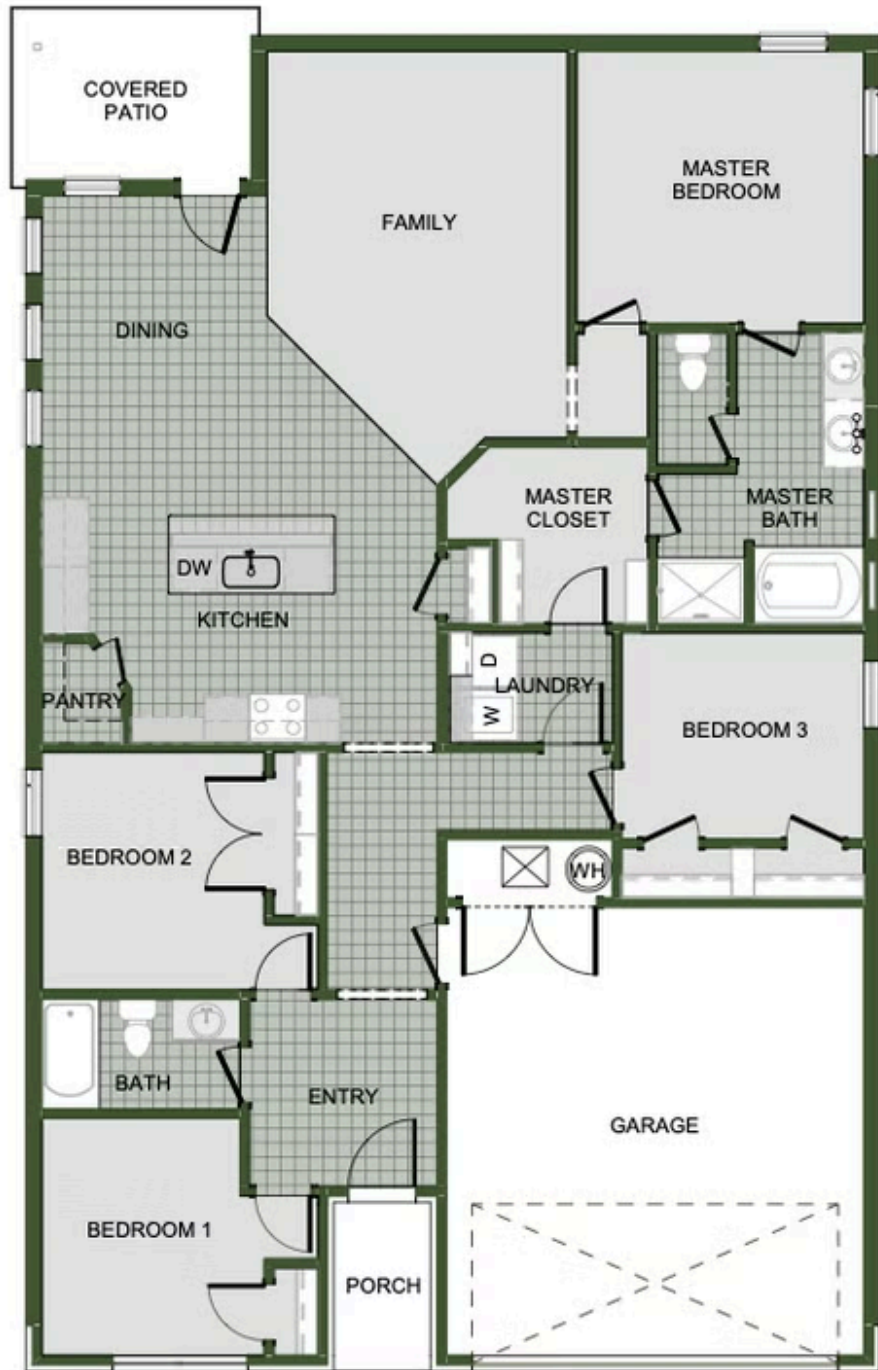 COVERED
PATIO
FAMILY
MASTER
BEDROOM
DINING
MASTER
CLOSET
MASTER
BATH
DW
KITCHEN
PANTRY
D
LAUNDRY
W
BEDROOM 3
BEDROOM 2
WH
BATH
ENTRY
GARAGE
BEDROOM 1
PORCH